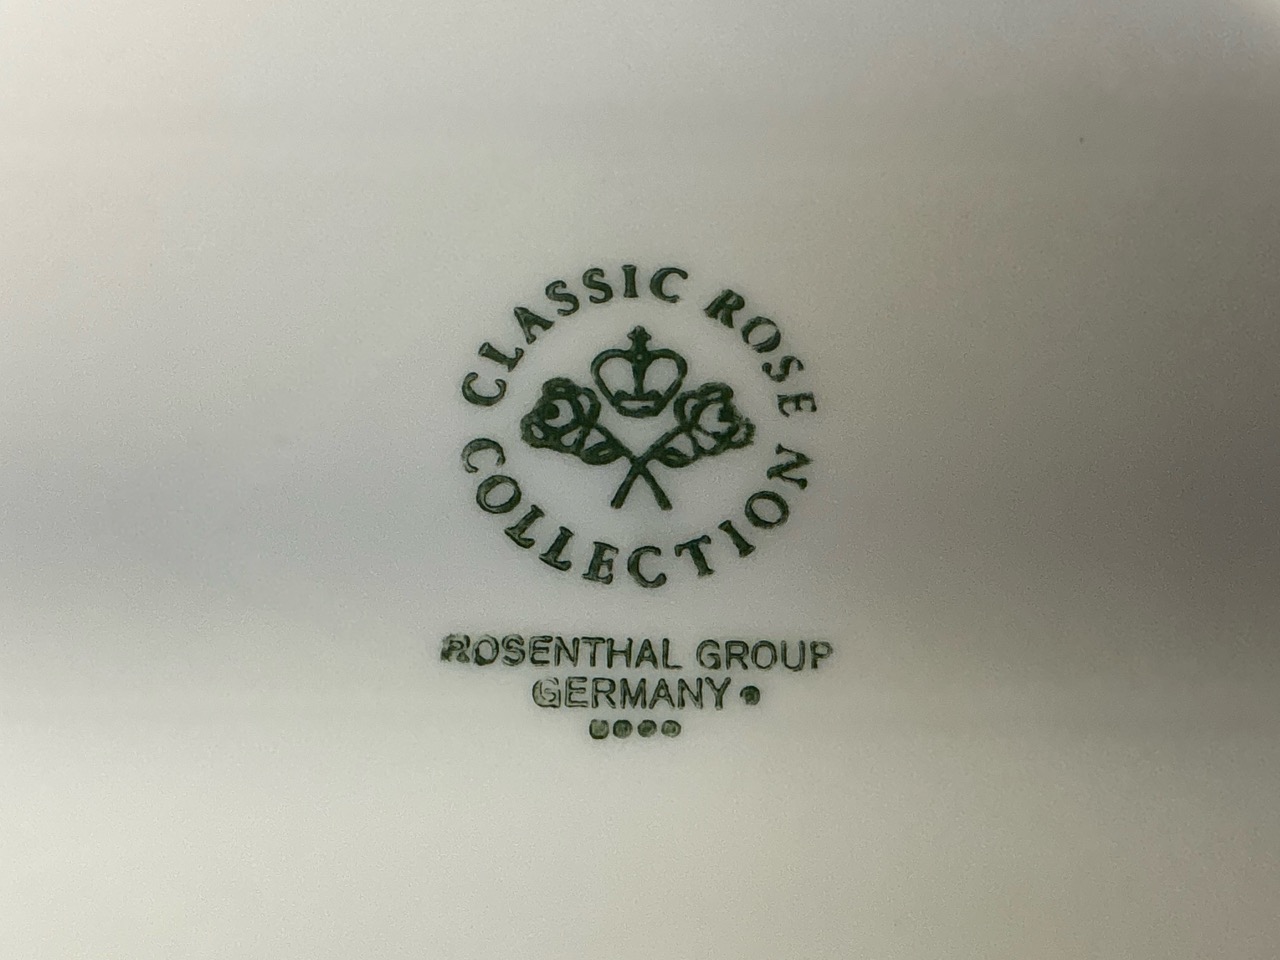 CLASSIC ROSE
COLLECTION
ROSENTHAL GROUP
GERMANY